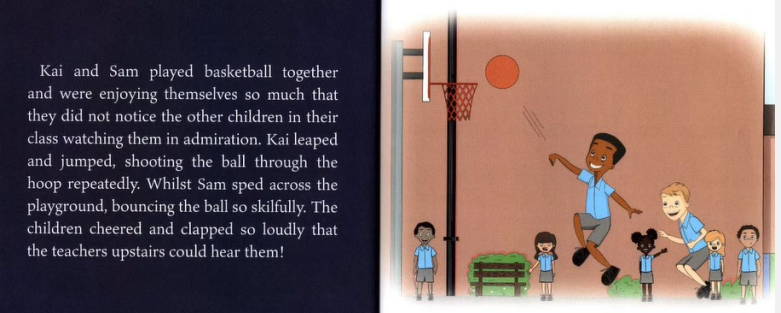 Kai and Sam played basketball together
and were enjoying themselves so much that
they did not notice the other children in their
class watching them in admiration. Kai leaped
and jumped, shooting the ball through the
hoop repeatedly. Whilst Sam sped across the
playground, bouncing the ball so skilfully. The
children cheered and clapped so loudly that
the teachers upstairs could hear them!